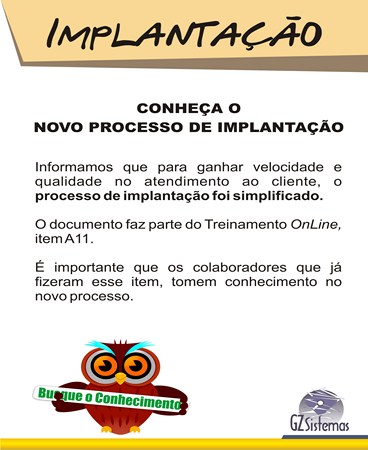 IMPLANTAÇÃO
CONHEÇA O
NOVO PROCESSO DE IMPLANTAÇÃO
Informamos que para ganhar velocidade e
qualidade no atendimento ao cliente, o
processo de implantação foi simplificado.
O documento faz parte do Treinamento OnLine,
item A11.
É importante que os colaboradores que já
fizeram esse item, tomem conhecimento no
novo processo.
Busque o Conhecimento
GZ Sistemas